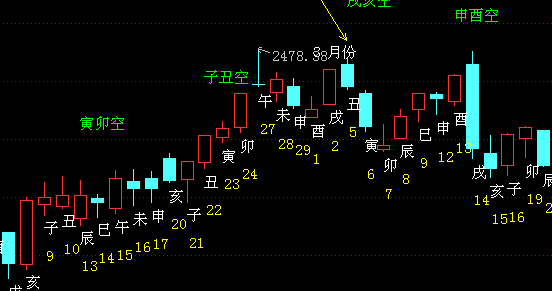 戌亥空
申酉空
2478.38
3月份
子丑空
寅卯空
亥
子
9
丑
10
辰
13
巳
14
午
15
未
16
申
17
亥
20
子
21
丑
22
寅
23
卯
24
午
27
未
28
申
29
酉
1
戌
2
丑
5
寅
6
卯
7
辰
8
巳
9
申
12
酉
13
戌
14
亥
15
子
16
卯
19
辰